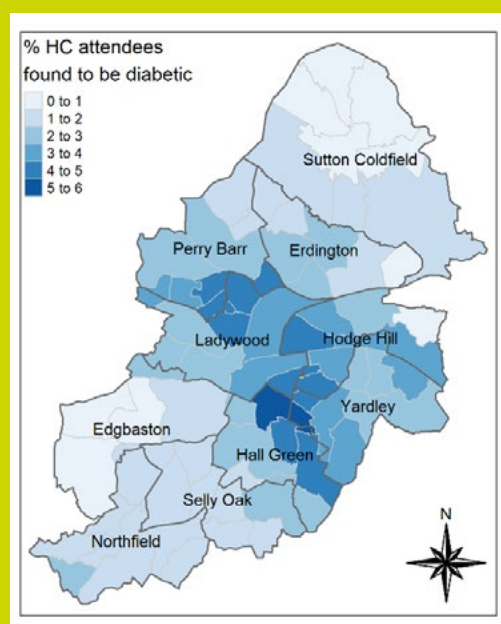 % HC attendees
found to be diabetic
0 to 1
1 to 2
2 to 3
3 to 4
4 to 5
5 to 6
Sutton Coldfield
Perry Barr
Erdington
Ladywood
Hodge Hill
Yardley
Edgbaston
Hall Green
Selly Oak
Northfield
N